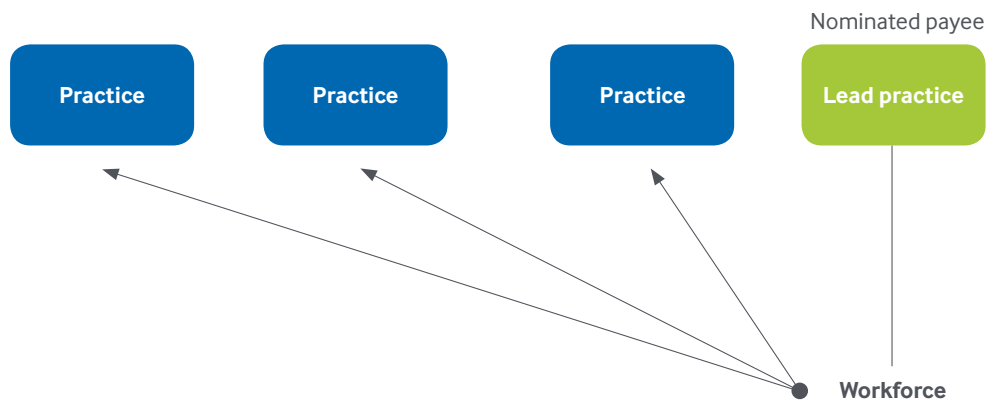 Nominated payee
Practice
Practice
Practice
Lead practice
Workforce